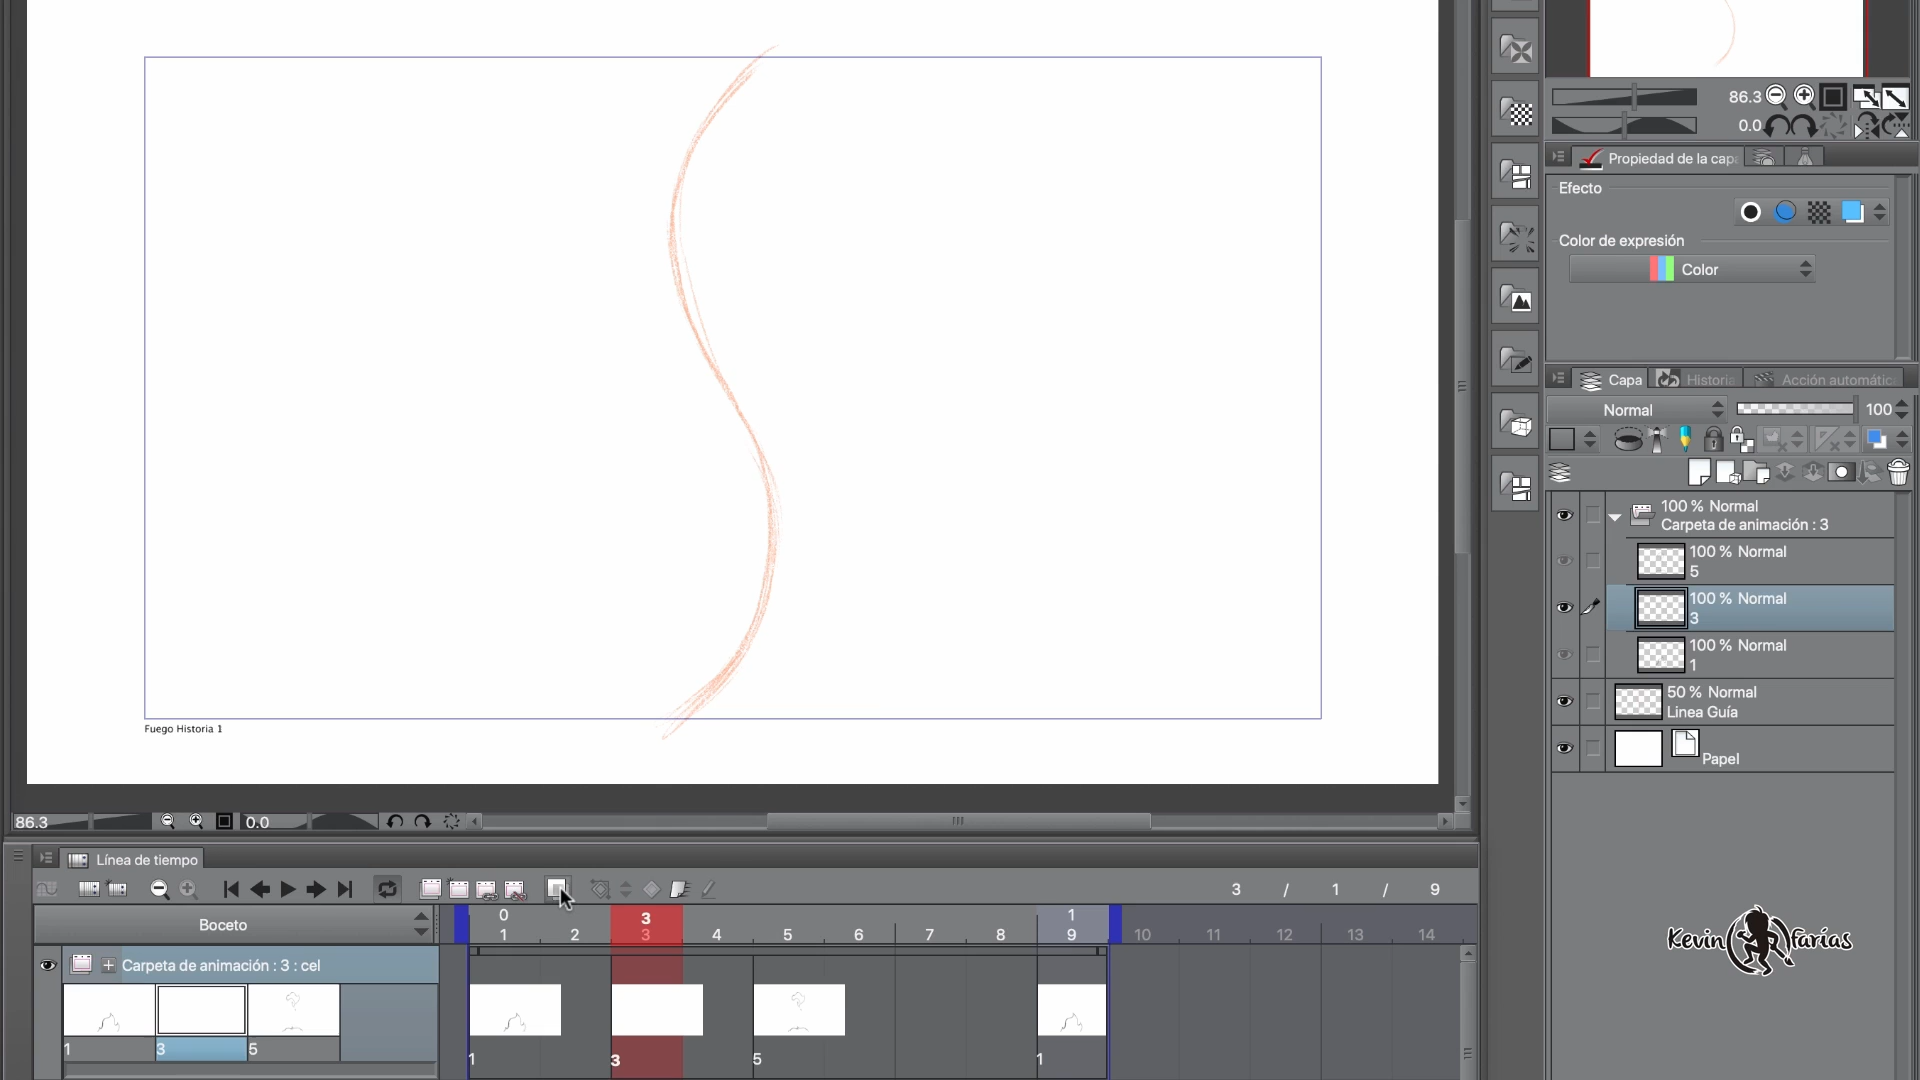 86.3
0.0
Propiedad de la capa
Efecto
Color de expresión
Color
Capa
Historia
Acción automátic
Normal
100
100 % Normal
Carpeta de animación : 3
100 % Normal
5
100 % Normal
3
100 % Normal
1
50 % Normal
Linea Guía
Papel
Fuego Historia 1
86.3
0.0
Línea de tiempo
3 / 1 / 9
Boceto
0 3 1
1 2 3 4 5 6 7 8 9 10 11 12 13 14
Carpeta de animación : 3 : cel
1 3 5
1 3 5 1
Kevin farías